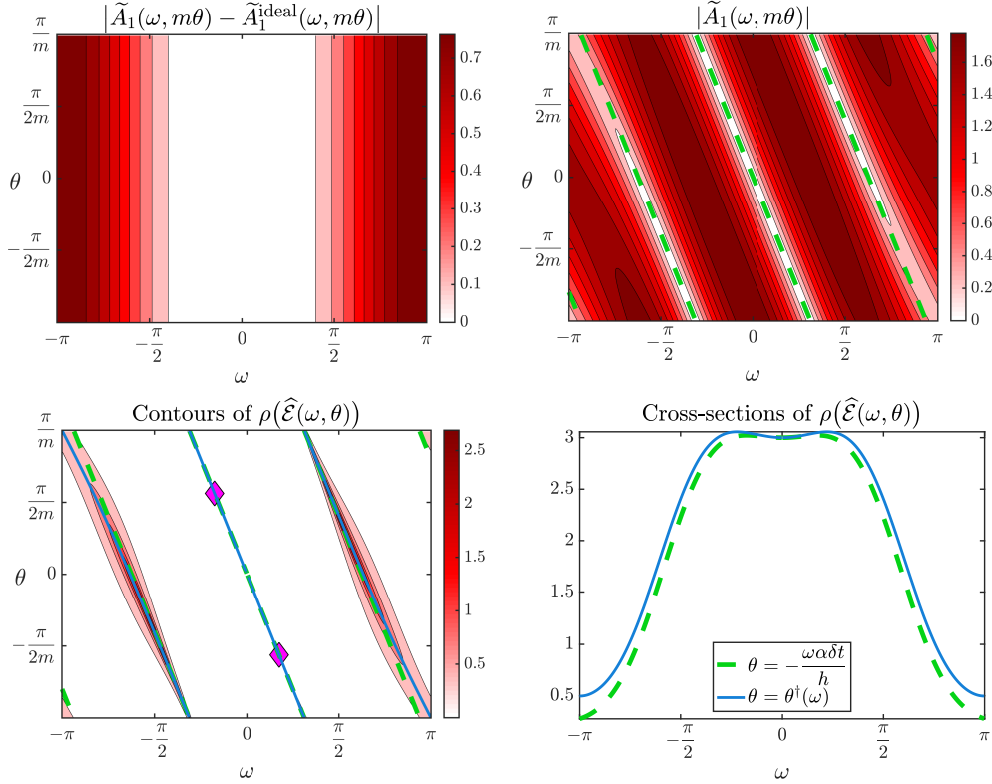 |Ã₁(ω, mθ) − Ã₁^ideal(ω, mθ)|
π/m
π/2m
θ 0
−π/2m
−π −π/2 0 π/2 π
ω
0.7
0.6
0.5
0.4
0.3
0.2
0.1
0
|Ã₁(ω, mθ)|
π/m
π/2m
θ 0
−π/2m
−π −π/2 0 π/2 π
ω
1.6
1.4
1.2
1
0.8
0.6
0.4
0.2
0
Contours of ρ(ℰ̂(ω, θ))
π/m
π/2m
θ 0
−π/2m
−π −π/2 0 π/2 π
ω
2.5
2
1.5
1
0.5
Cross-sections of ρ(ℰ̂(ω, θ))
3
2.5
2
1.5
1
0.5
θ = −ωαδt/h
θ = θ†(ω)
−π −π/2 0 π/2 π
ω